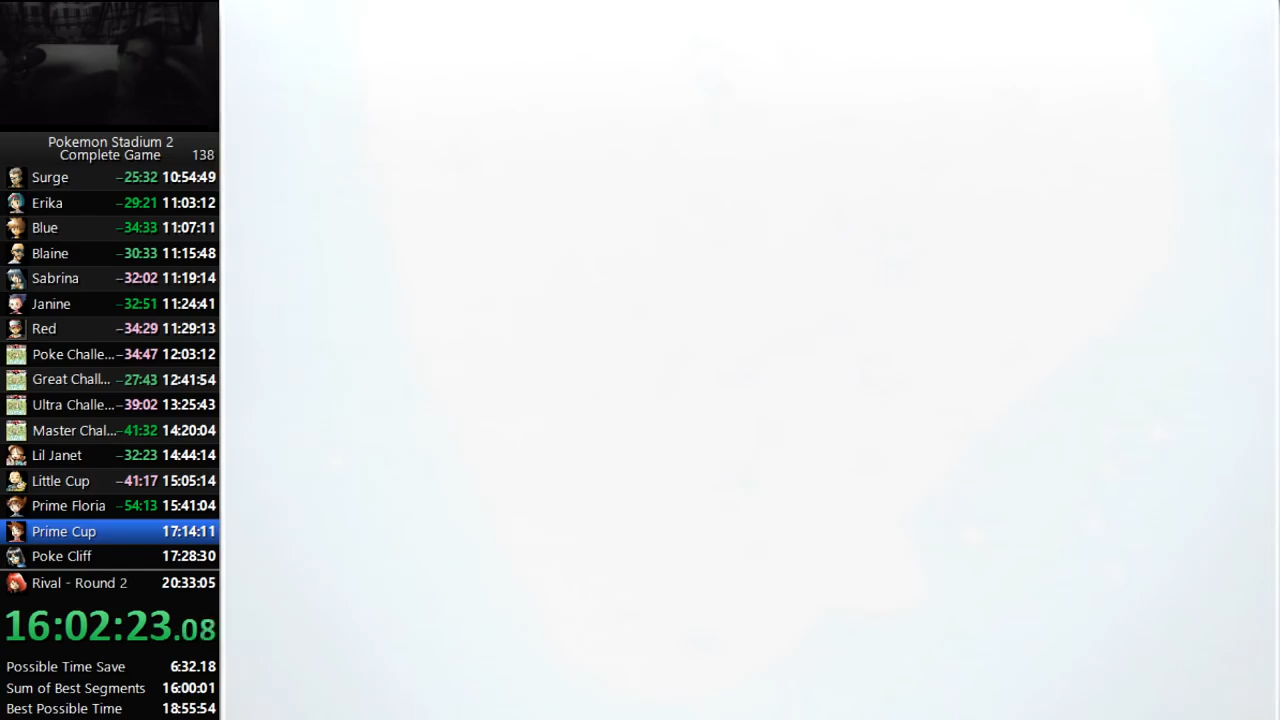 Pokemon Stadium 2
Complete Game 138
Surge −25:32 10:54:49
Erika −29:21 11:03:12
Blue −34:33 11:07:11
Blaine −30:33 11:15:48
Sabrina −32:02 11:19:14
Janine −32:51 11:24:41
Red −34:29 11:29:13
Poke Challe... −34:47 12:03:12
Great Chall... −27:43 12:41:54
Ultra Challe... −39:02 13:25:43
Master Chal... −41:32 14:20:04
Lil Janet −32:23 14:44:14
Little Cup −41:17 15:05:14
Prime Floria −54:13 15:41:04
Prime Cup 17:14:11
Poke Cliff 17:28:30
Rival - Round 2 20:33:05
16:02:23.08
Possible Time Save 6:32.18
Sum of Best Segments 16:00:01
Best Possible Time 18:55:54